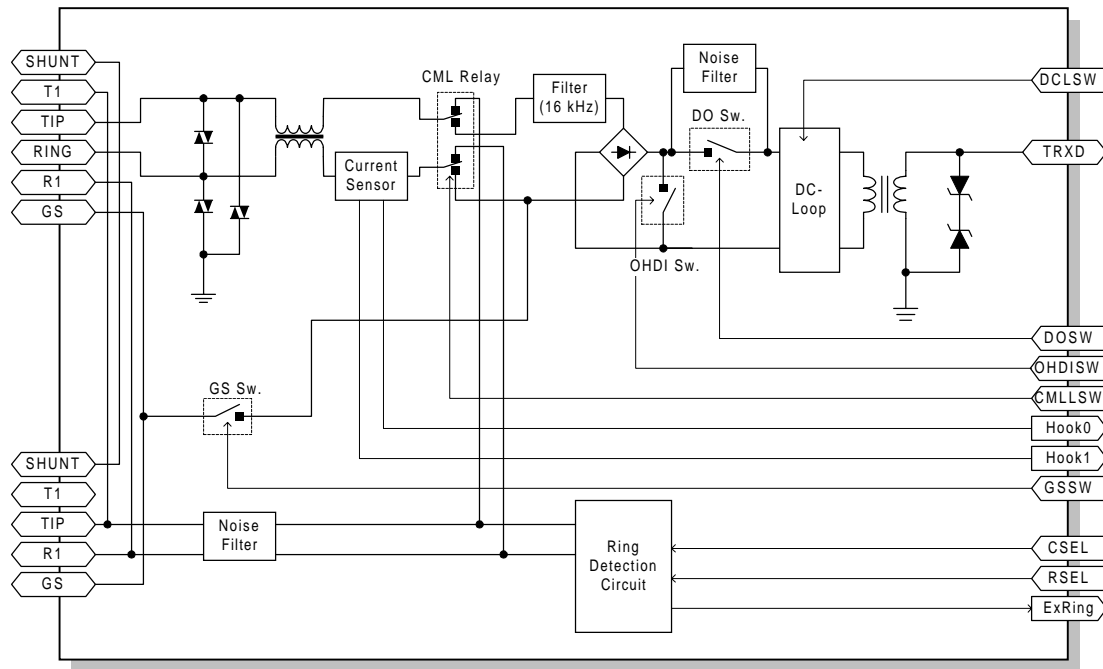 SHUNT
T1
TIP
RING
R1
GS
CML Relay
Filter
(16 kHz)
Noise
Filter
DO Sw.
Current
Sensor
DC-
Loop
OHDI Sw.
DCLSW
TRXD
DOSW
OHDISW
CMLLSW
Hook0
Hook1
GSSW
GS Sw.
SHUNT
T1
TIP
R1
GS
Noise
Filter
Ring
Detection
Circuit
CSEL
RSEL
ExRing